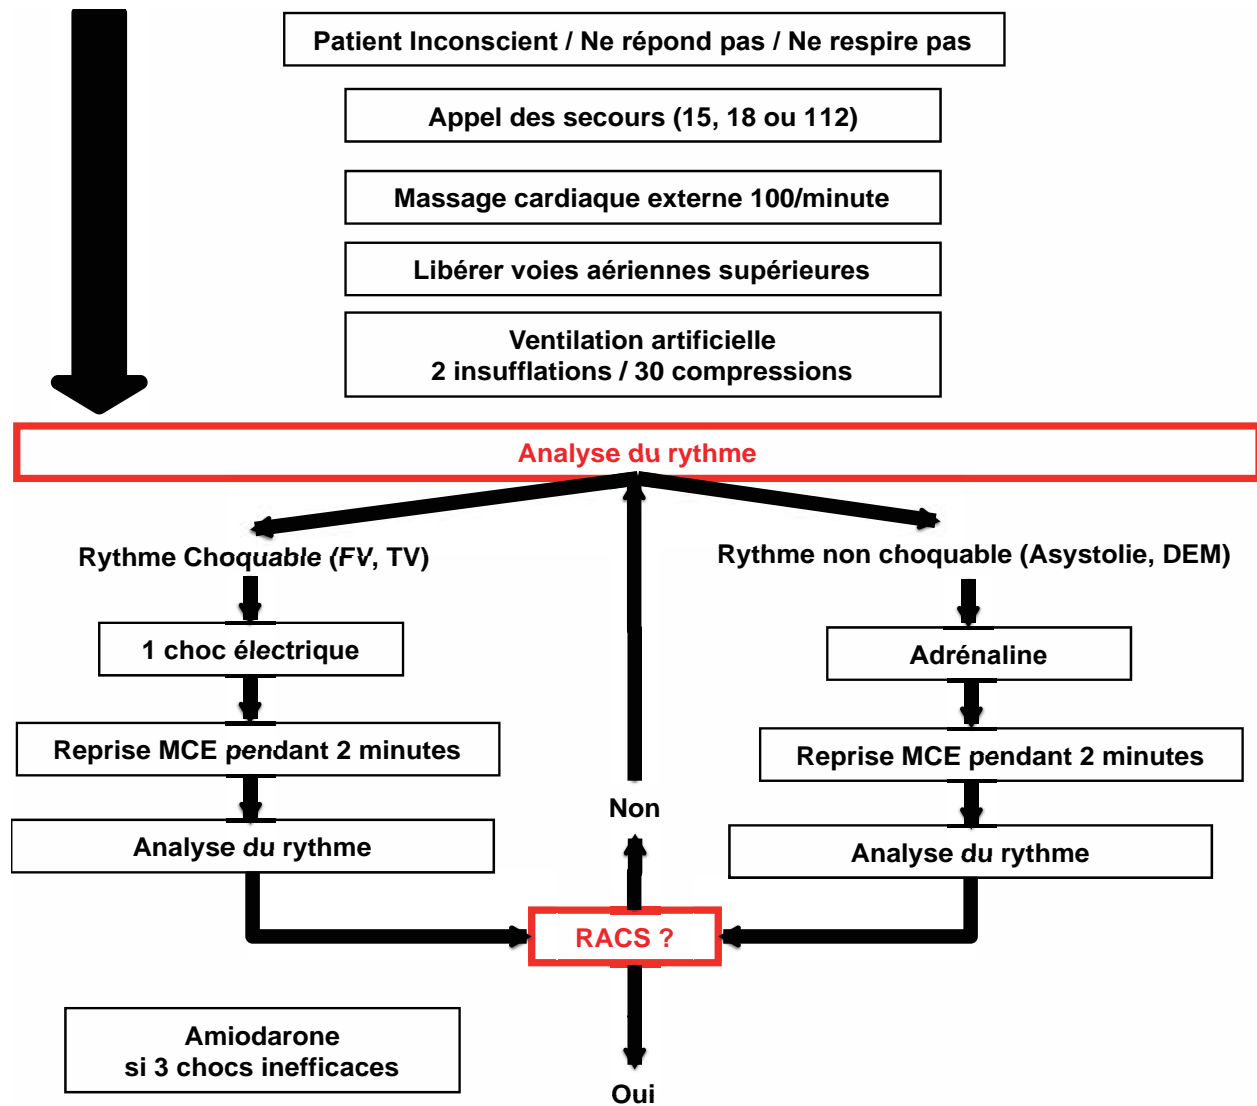 Patient Inconscient / Ne répond pas / Ne respire pas
Appel des secours (15, 18 ou 112)
Massage cardiaque externe 100/minute
Libérer voies aériennes supérieures
Ventilation artificielle
2 insufflations / 30 compressions
Analyse du rythme
Rythme Choquable (FV, TV)
1 choc électrique
Reprise MCE pendant 2 minutes
Analyse du rythme
Rythme non choquable (Asystolie, DEM)
Adrénaline
Reprise MCE pendant 2 minutes
Analyse du rythme
Non
RACS ?
Amiodarone
si 3 chocs inefficaces
Oui